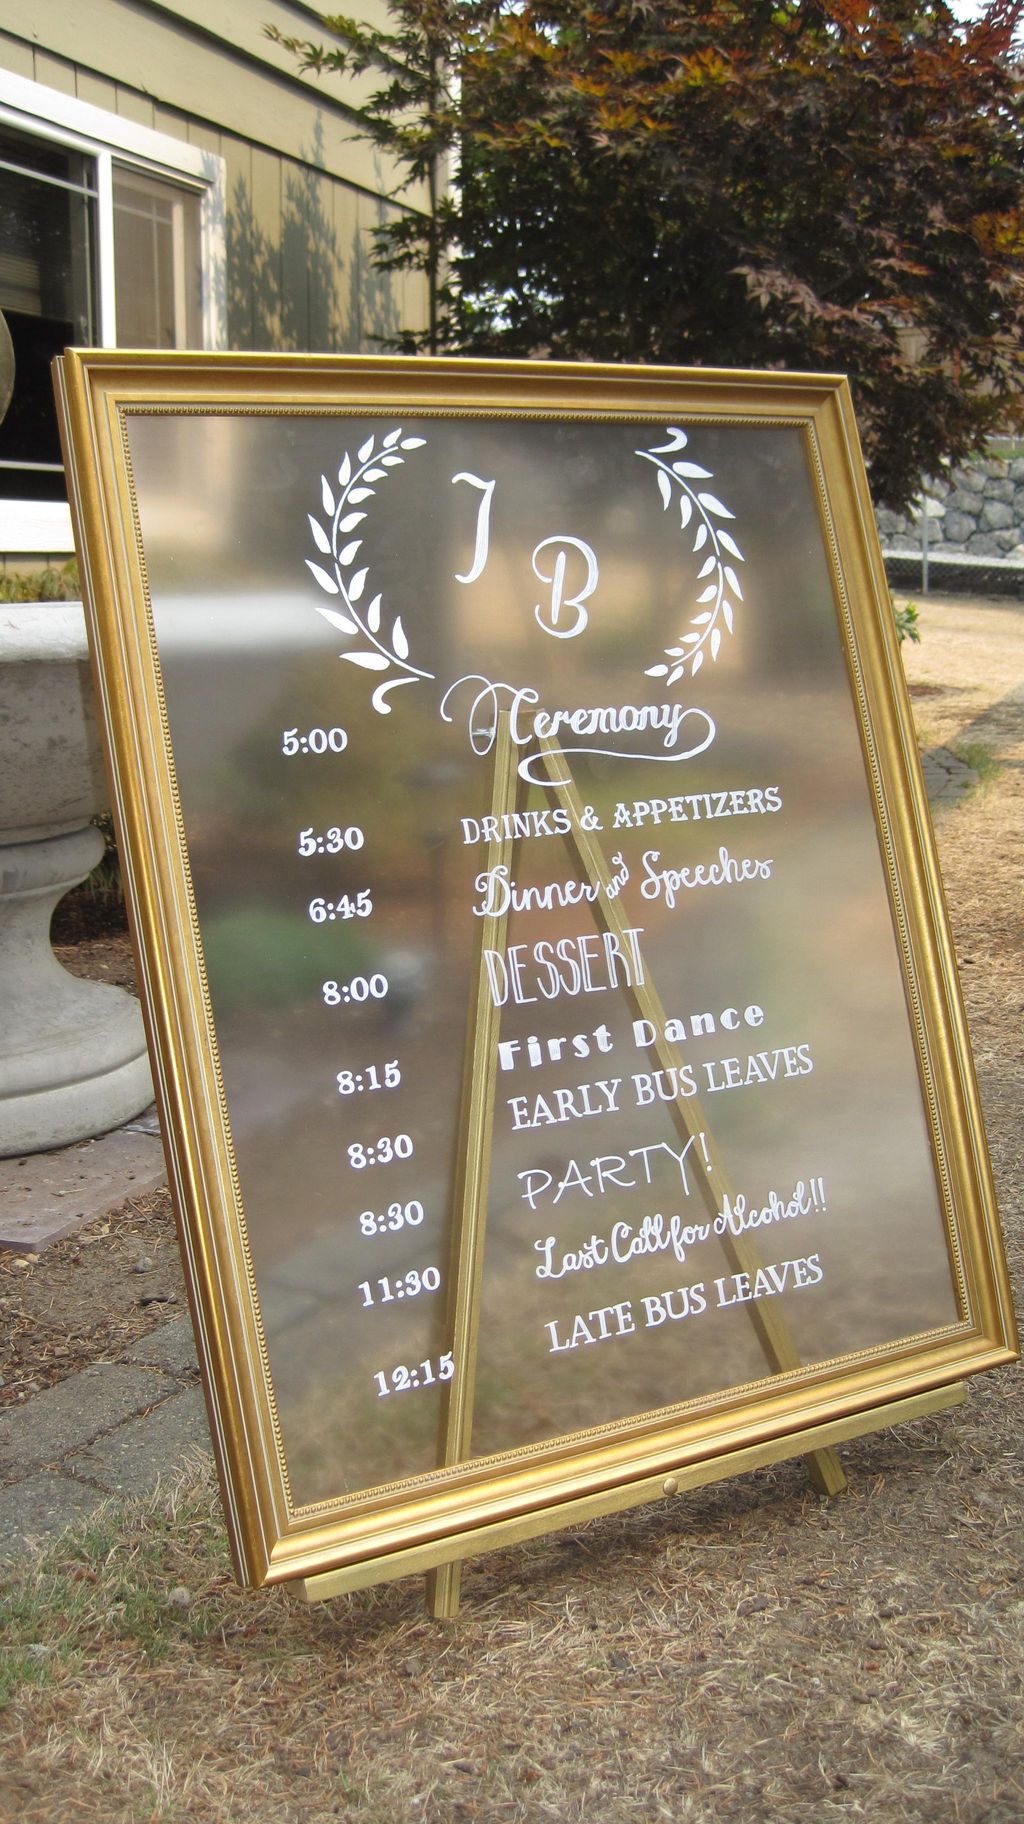 J
B
5:00 Ceremony
5:30 DRINKS & APPETIZERS
6:45 Dinner and Speeches
8:00 DESSERT
8:15 First Dance
8:30 EARLY BUS LEAVES
8:30 PARTY!
11:30 Last Call for Alcohol!!
12:15 LATE BUS LEAVES